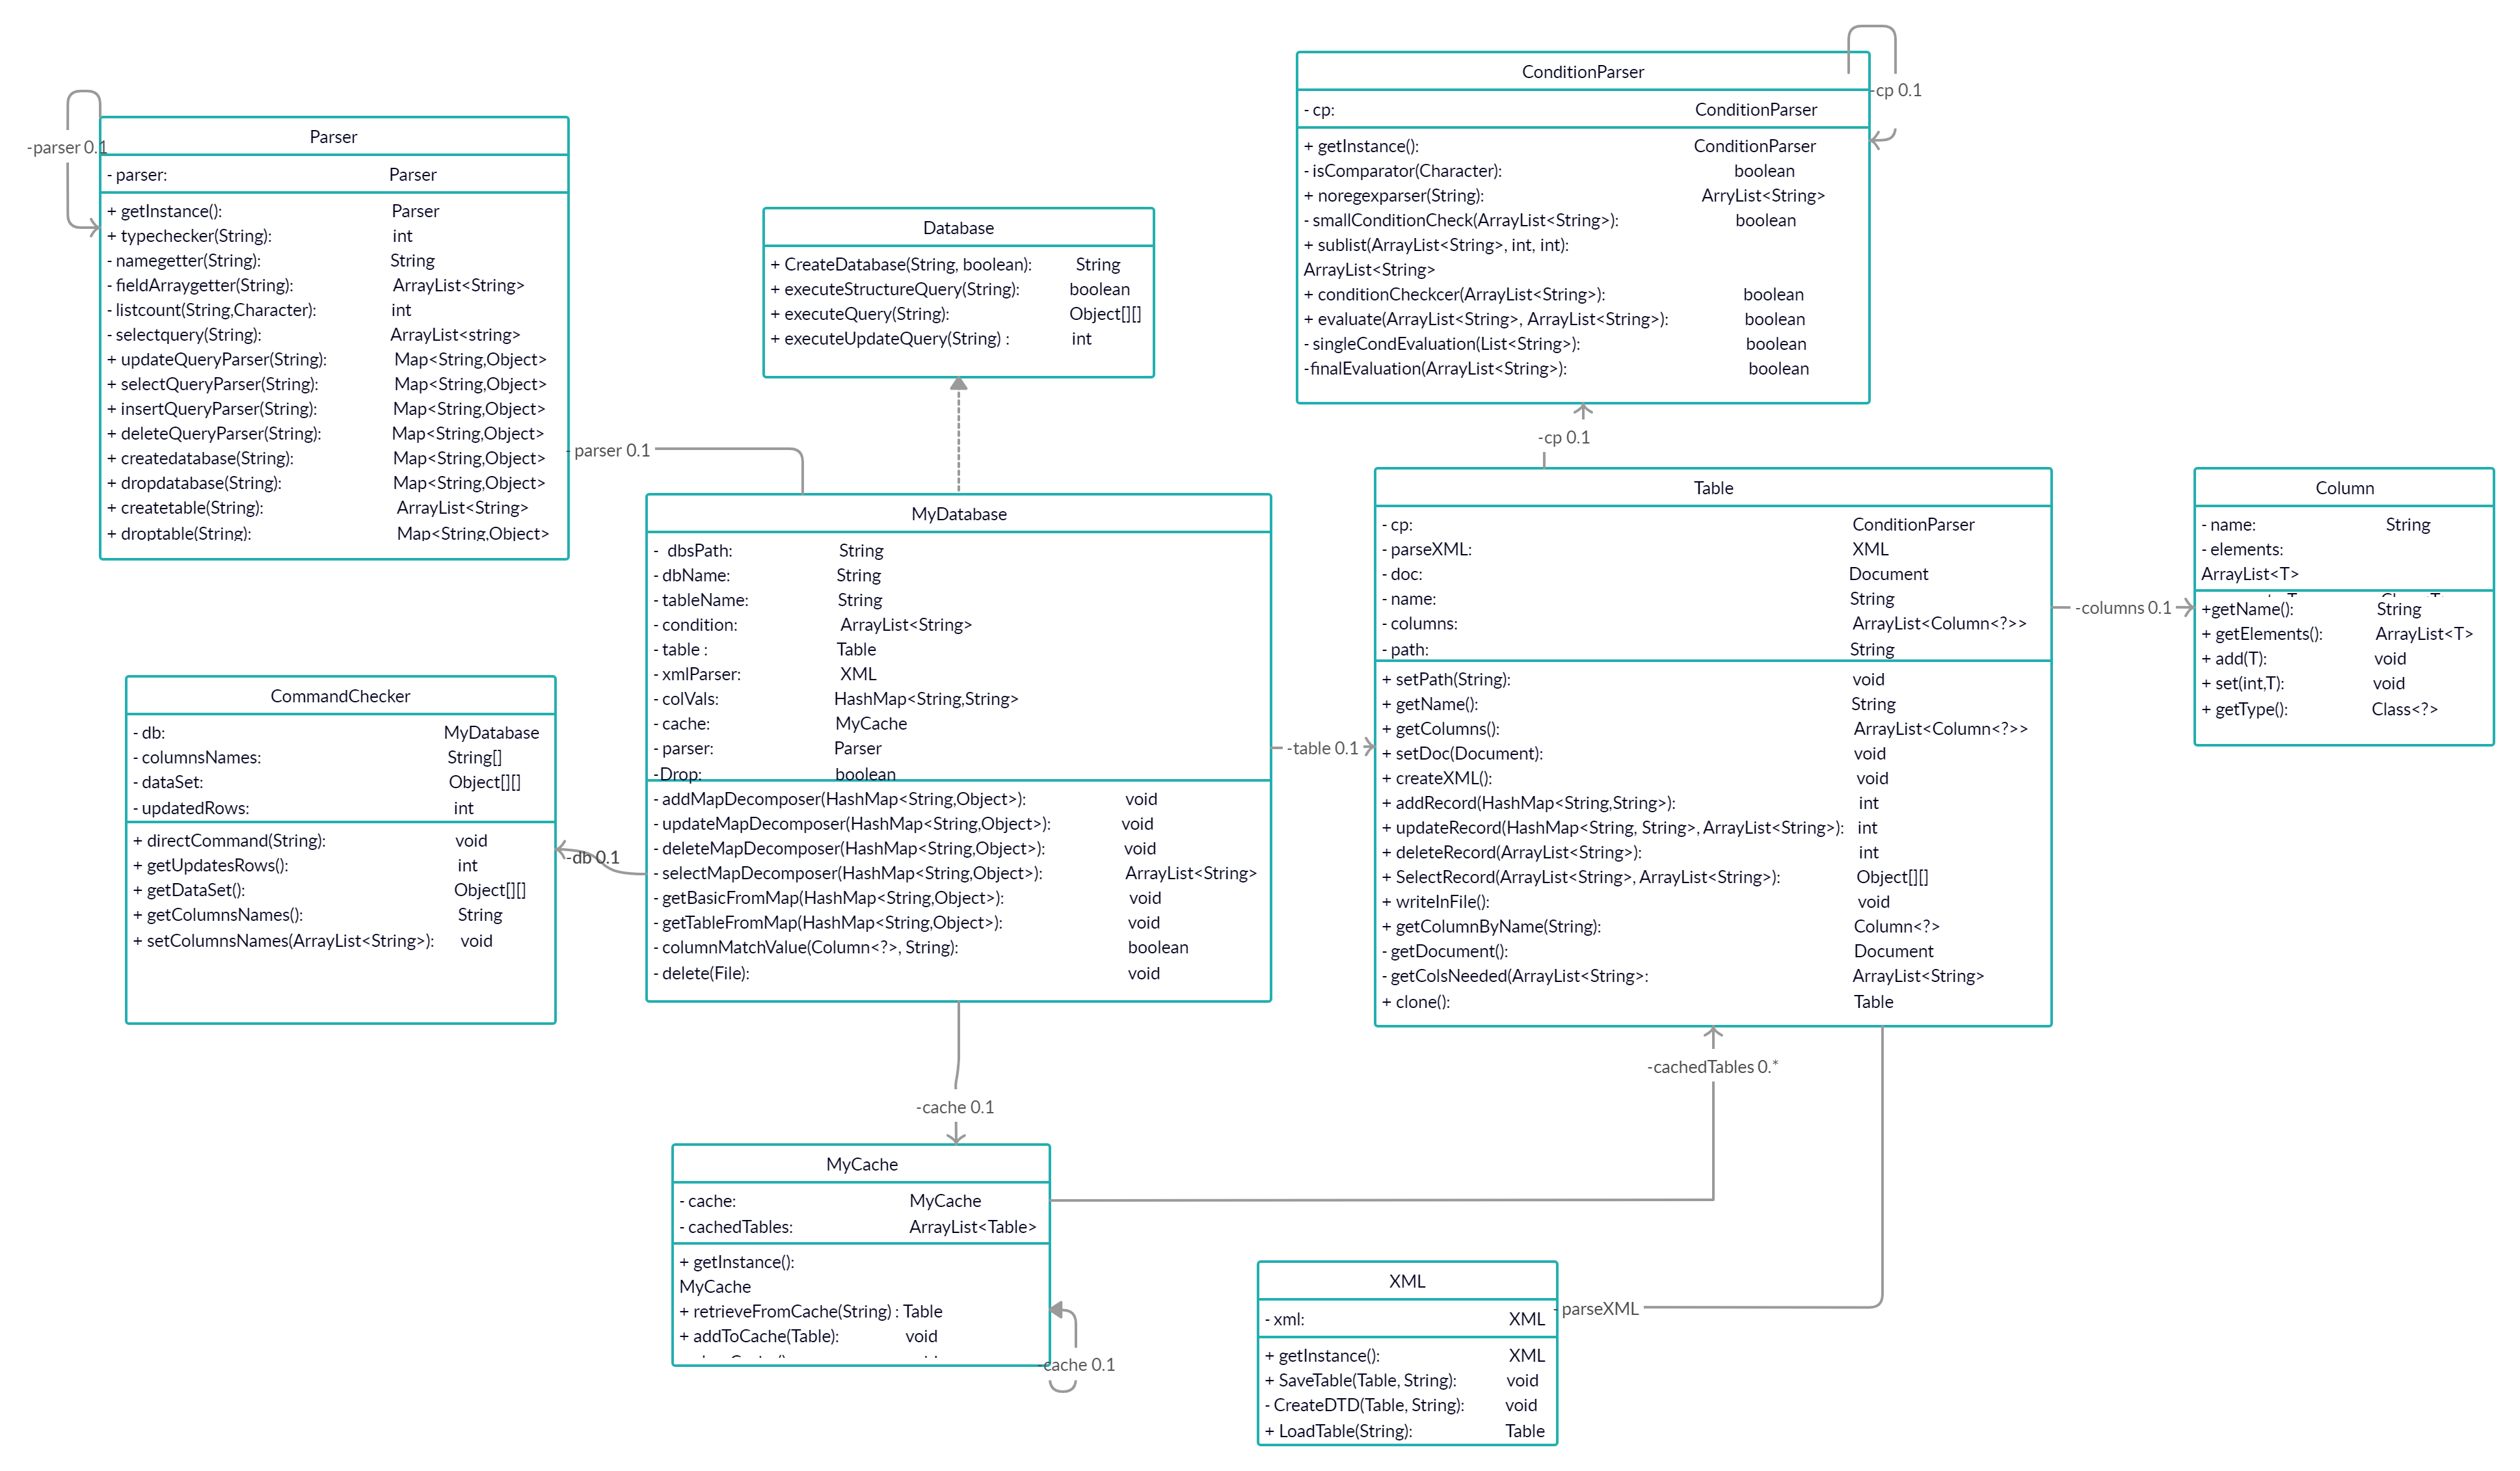 ConditionParser
-cp 0.1
- cp: ConditionParser
+ getInstance(): ConditionParser
- isComparator(Character): boolean
+ noregexparser(String): ArryList<String>
- smallConditionCheck(ArrayList<String>): boolean
+ sublist(ArrayList<String>, int, int):
ArrayList<String>
+ conditionCheckcer(ArrayList<String>): boolean
+ evaluate(ArrayList<String>, ArrayList<String>): boolean
- singleCondEvaluation(List<String>): boolean
-finalEvaluation(ArrayList<String>): boolean
-parser 0.1
Parser
- parser: Parser
+ getInstance(): Parser
+ typechecker(String): int
- namegetter(String): String
- fieldArraygetter(String): ArrayList<String>
- listcount(String,Character): int
- selectquery(String): ArrayList<string>
+ updateQueryParser(String): Map<String,Object>
+ selectQueryParser(String): Map<String,Object>
+ insertQueryParser(String): Map<String,Object>
+ deleteQueryParser(String): Map<String,Object>
+ createdatabase(String): Map<String,Object>
+ dropdatabase(String): Map<String,Object>
+ createtable(String): ArrayList<String>
+ droptable(String): Map<String,Object>
Database
+ CreateDatabase(String, boolean): String
+ executeStructureQuery(String): boolean
+ executeQuery(String): Object[][]
+ executeUpdateQuery(String) : int
- parser 0.1
-cp 0.1
MyDatabase
- dbsPath: String
- dbName: String
- tableName: String
- condition: ArrayList<String>
- table : Table
- xmlParser: XML
- colVals: HashMap<String,String>
- cache: MyCache
- parser: Parser
-Drop: boolean
- addMapDecomposer(HashMap<String,Object>): void
- updateMapDecomposer(HashMap<String,Object>): void
- deleteMapDecomposer(HashMap<String,Object>): void
- selectMapDecomposer(HashMap<String,Object>): ArrayList<String>
- getBasicFromMap(HashMap<String,Object>): void
- getTableFromMap(HashMap<String,Object>): void
- columnMatchValue(Column<?>, String): boolean
- delete(File): void
-table 0.1
Table
- cp: ConditionParser
- parseXML: XML
- doc: Document
- name: String
- columns: ArrayList<Column<?>>
- path: String
+ setPath(String): void
+ getName(): String
+ getColumns(): ArrayList<Column<?>>
+ setDoc(Document): void
+ createXML(): void
+ addRecord(HashMap<String,String>): int
+ updateRecord(HashMap<String, String>, ArrayList<String>): int
+ deleteRecord(ArrayList<String>): int
+ SelectRecord(ArrayList<String>, ArrayList<String>): Object[][]
+ writeInFile(): void
+ getColumnByName(String): Column<?>
- getDocument(): Document
- getColsNeeded(ArrayList<String>: ArrayList<String>
+ clone(): Table
-columns 0.1
Column
- name: String
- elements:
ArrayList<T>
+getName(): String
+ getElements(): ArrayList<T>
+ add(T): void
+ set(int,T): void
+ getType(): Class<?>
CommandChecker
- db: MyDatabase
- columnsNames: String[]
- dataSet: Object[][]
- updatedRows: int
+ directCommand(String): void
+ getUpdatesRows(): int
+ getDataSet(): Object[][]
+ getColumnsNames(): String
+ setColumnsNames(ArrayList<String>): void
-db 0.1
-cache 0.1
-cachedTables 0.*
MyCache
- cache: MyCache
- cachedTables: ArrayList<Table>
+ getInstance():
MyCache
+ retrieveFromCache(String) : Table
+ addToCache(Table): void
-cache 0.1
XML
- xml: XML
+ getInstance(): XML
+ SaveTable(Table, String): void
- CreateDTD(Table, String): void
+ LoadTable(String): Table
- parseXML